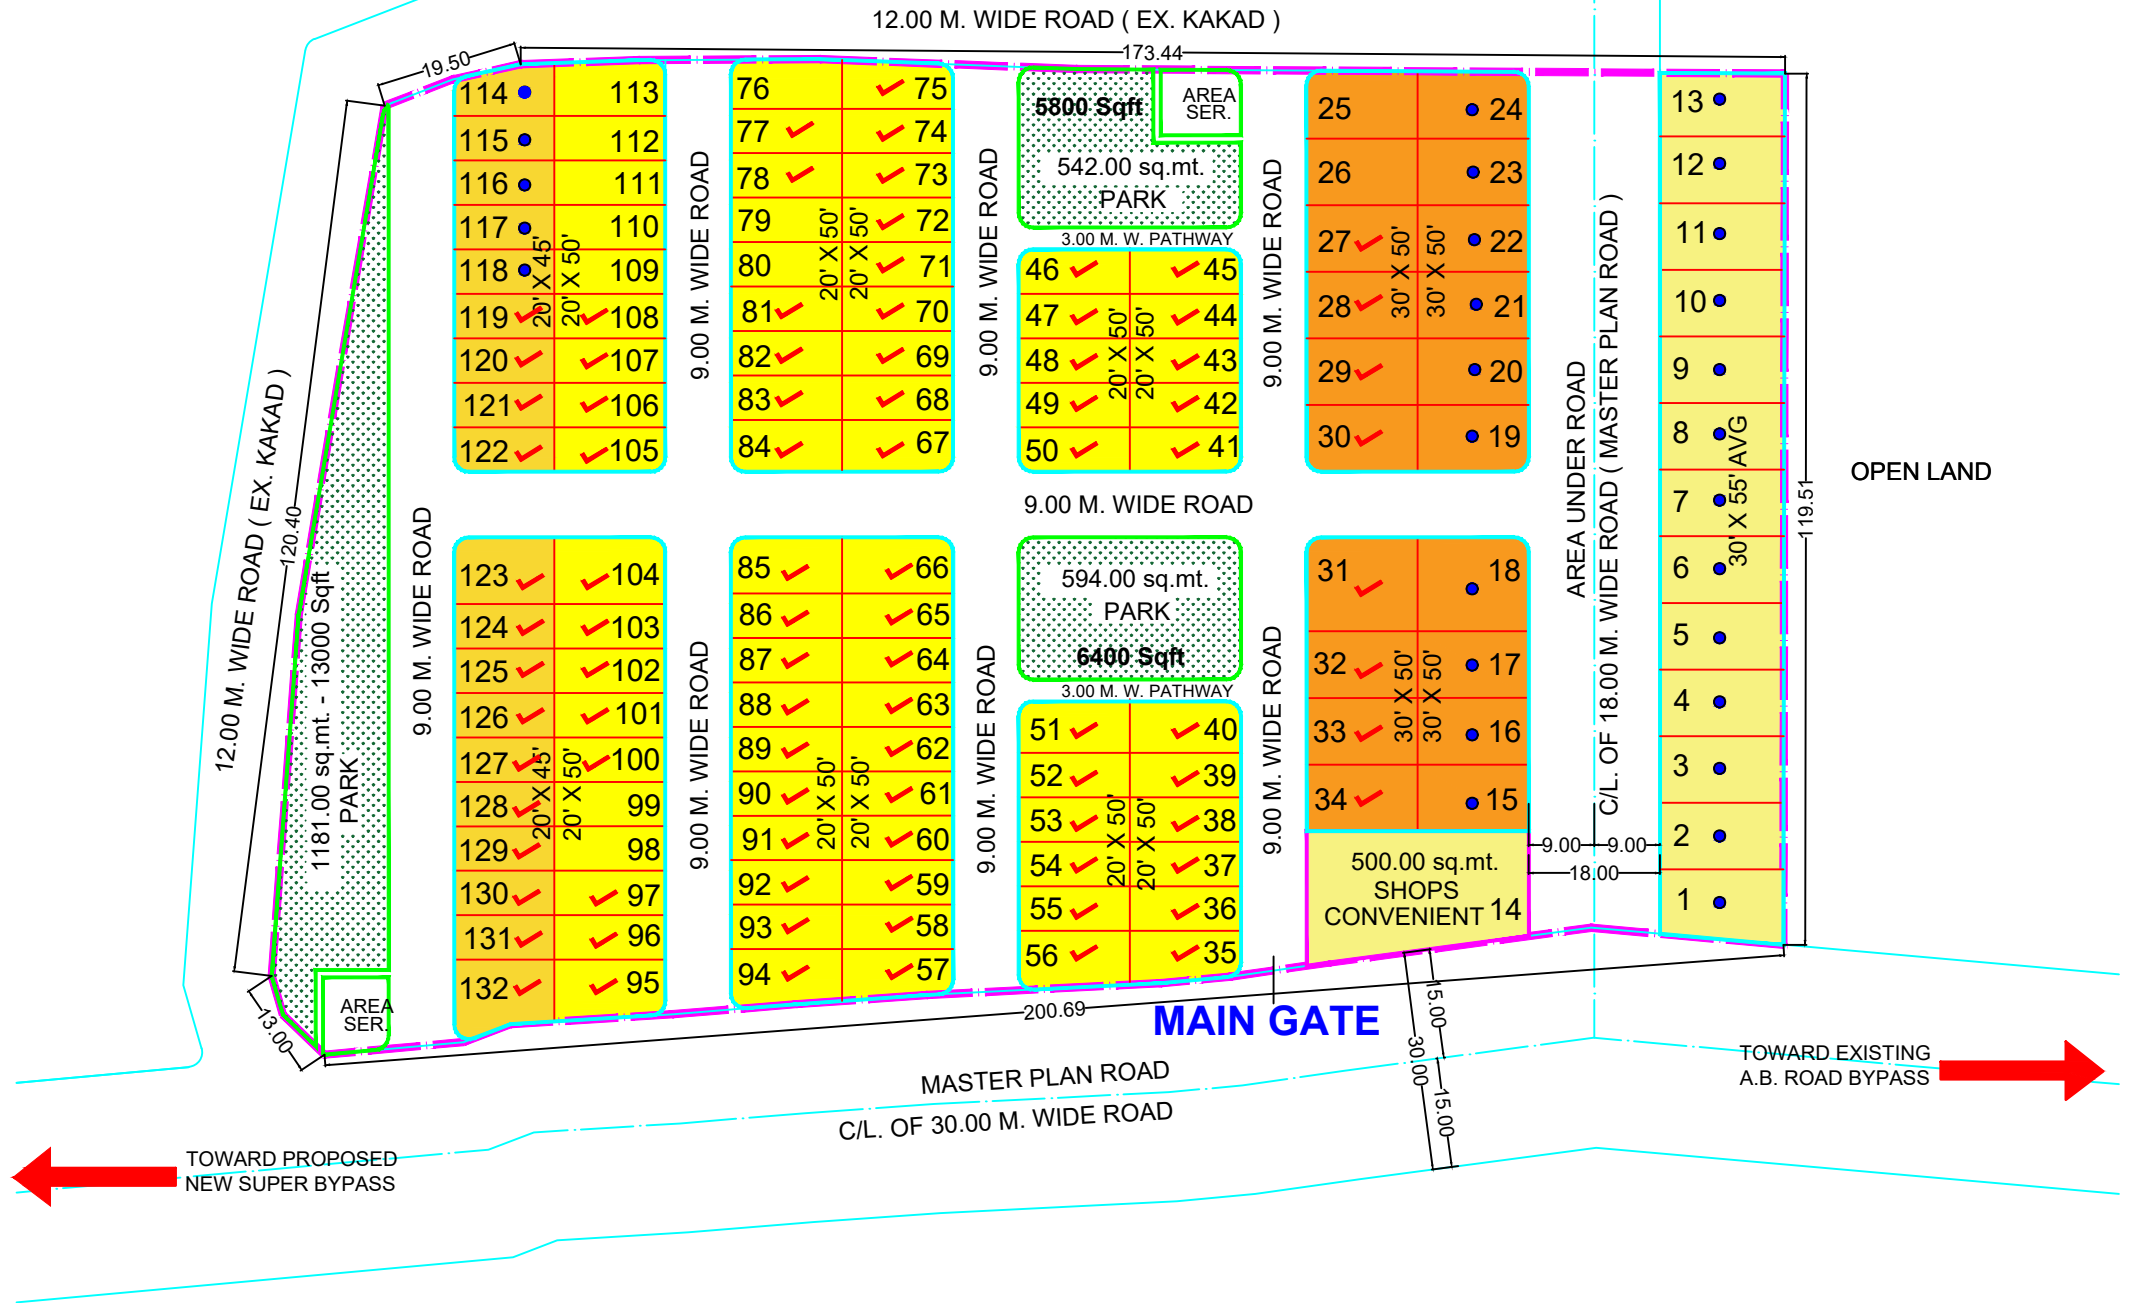 12.00 M. WIDE ROAD ( EX. KAKAD )
173.44
19.50
12.00 M. WIDE ROAD ( EX. KAKAD )
120.40
1181.00 sq.mt. - 13000 Sqft
PARK
AREA
SER.
13.00
9.00 M. WIDE ROAD
114
115
116
117
118
119
120
121
122
20' X 45'
20' X 50'
113
112
111
110
109
108
107
106
105
123
124
125
126
127
128
129
130
131
132
20' X 45'
20' X 50'
104
103
102
101
100
99
98
97
96
95
9.00 M. WIDE ROAD
9.00 M. WIDE ROAD
76
77
78
79
80
81
82
83
84
20' X 50'
20' X 50'
75
74
73
72
71
70
69
68
67
85
86
87
88
89
90
91
92
93
94
20' X 50'
20' X 50'
66
65
64
63
62
61
60
59
58
57
9.00 M. WIDE ROAD
9.00 M. WIDE ROAD
5800 Sqft
AREA
SER.
542.00 sq.mt.
PARK
3.00 M. W. PATHWAY
46
47
48
49
50
20' X 50'
20' X 50'
45
44
43
42
41
9.00 M. WIDE ROAD
594.00 sq.mt.
PARK
6400 Sqft
3.00 M. W. PATHWAY
51
52
53
54
55
56
20' X 50'
20' X 50'
40
39
38
37
36
35
9.00 M. WIDE ROAD
9.00 M. WIDE ROAD
25
26
27
28
29
30
30' X 50'
30' X 50'
24
23
22
21
20
19
31
32
33
34
30' X 50'
30' X 50'
18
17
16
15
500.00 sq.mt.
SHOPS
CONVENIENT 14
AREA UNDER ROAD
C/L. OF 18.00 M. WIDE ROAD ( MASTER PLAN ROAD )
9.00
9.00
18.00
13
12
11
10
9
8
7
6
5
4
3
2
1
30' X 55' AVG
119.51
OPEN LAND
200.69
MAIN GATE
15.00
30.00
15.00
MASTER PLAN ROAD
C/L. OF 30.00 M. WIDE ROAD
TOWARD EXISTING
A.B. ROAD BYPASS
TOWARD PROPOSED
NEW SUPER BYPASS